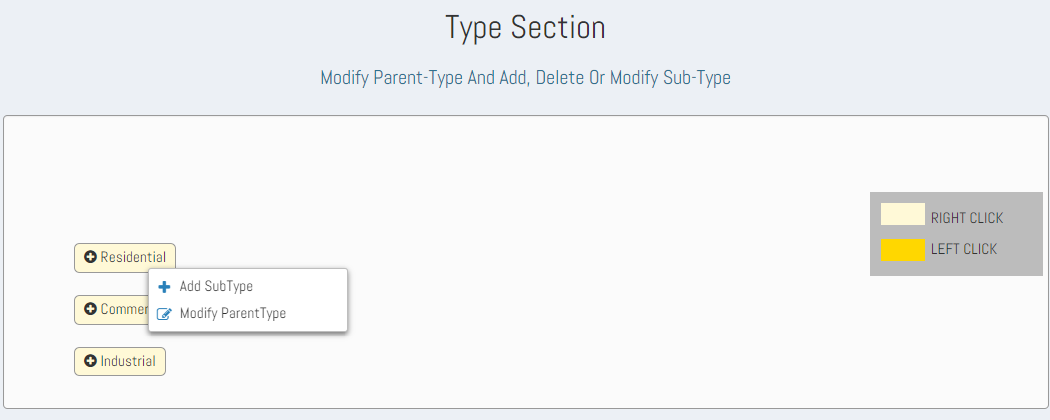 Type Section
Modify Parent-Type And Add, Delete Or Modify Sub-Type
RIGHT CLICK
LEFT CLICK
Residential
Add SubType
Modify ParentType
Industrial